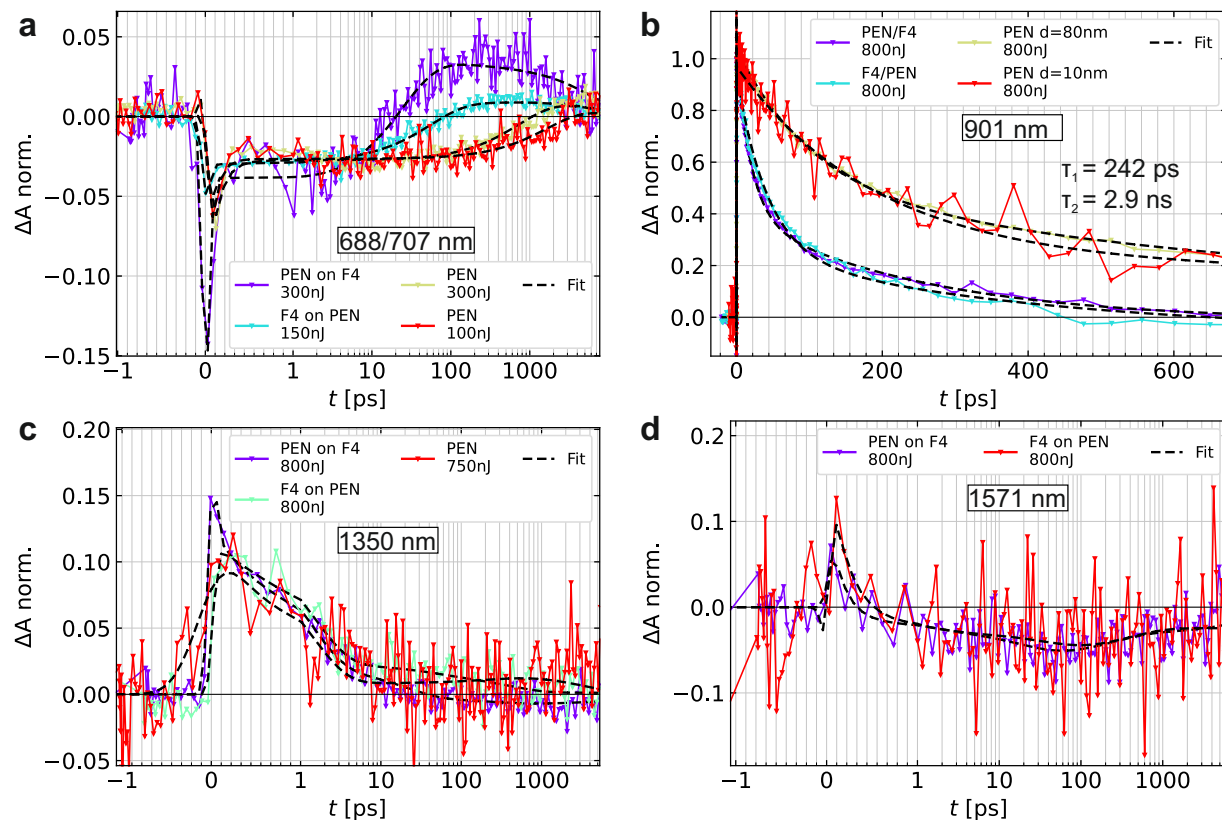 a
0.05
0.00
−0.05
−0.10
−0.15
ΔA norm.
688/707 nm
PEN on F4
300nJ
F4 on PEN
150nJ
PEN
300nJ
PEN
100nJ
Fit
−1
0
1
10
100
1000
t [ps]
b
1.0
0.8
0.6
0.4
0.2
0.0
ΔA norm.
PEN/F4
800nJ
F4/PEN
800nJ
PEN d=80nm
800nJ
PEN d=10nm
800nJ
Fit
901 nm
τ₁ = 242 ps
τ₂ = 2.9 ns
0
200
400
600
t [ps]
c
0.20
0.15
0.10
0.05
0.00
−0.05
ΔA norm.
PEN on F4
800nJ
F4 on PEN
800nJ
PEN
750nJ
Fit
1350 nm
−1
0
1
10
100
1000
t [ps]
d
0.2
0.1
0.0
−0.1
ΔA norm.
PEN on F4
800nJ
F4 on PEN
800nJ
Fit
1571 nm
−1
0
1
10
100
1000
t [ps]